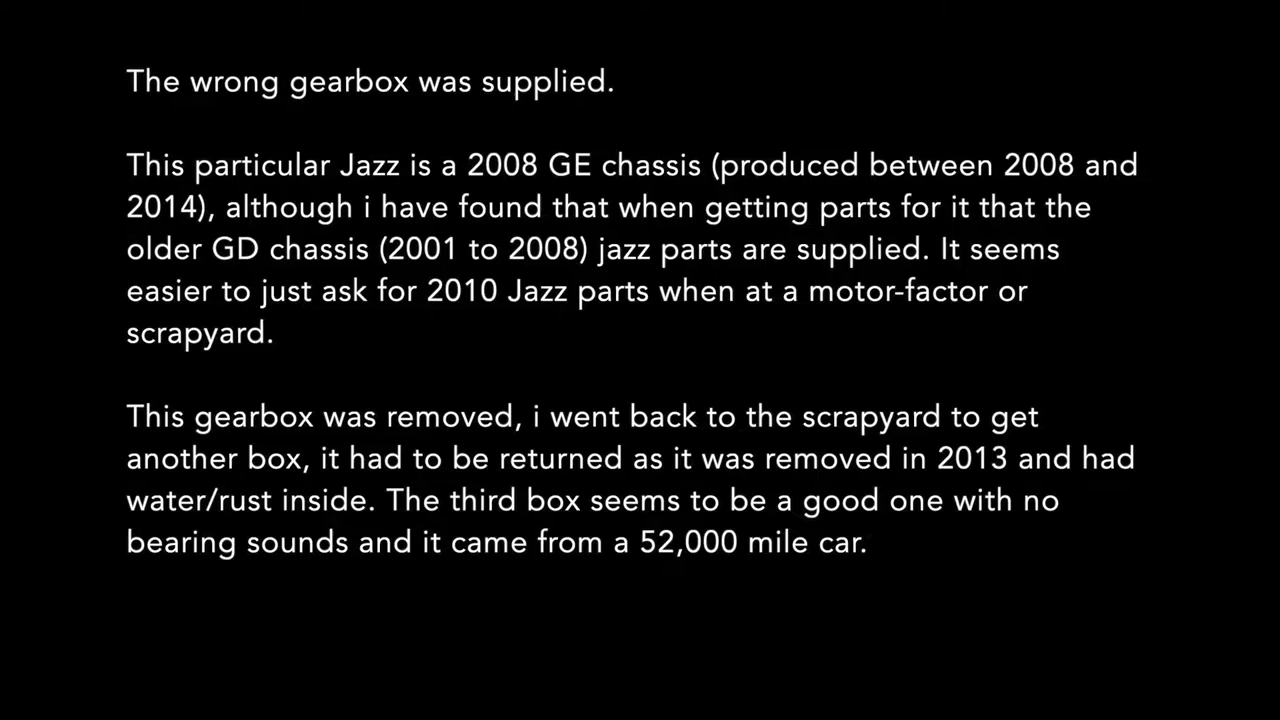 The wrong gearbox was supplied.
This particular Jazz is a 2008 GE chassis (produced between 2008 and
2014), although i have found that when getting parts for it that the
older GD chassis (2001 to 2008) jazz parts are supplied. It seems
easier to just ask for 2010 Jazz parts when at a motor-factor or
scrapyard.
This gearbox was removed, i went back to the scrapyard to get
another box, it had to be returned as it was removed in 2013 and had
water/rust inside. The third box seems to be a good one with no
bearing sounds and it came from a 52,000 mile car.